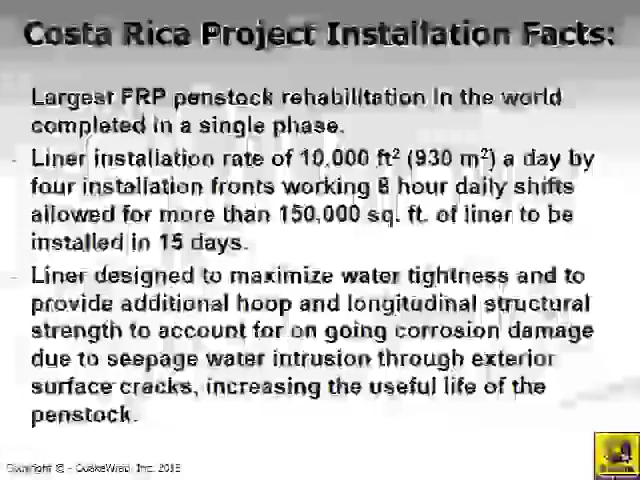 Costa Rica Project Installation Facts:
Largest FRP penstock rehabilitation in the world
completed in a single phase.
- Liner installation rate of 10,000 ft² (930 m²) a day by
four installation fronts working 8 hour daily shifts
allowed for more than 150,000 sq. ft. of liner to be
installed in 15 days.
- Liner designed to maximize water tightness and to
provide additional hoop and longitudinal structural
strength to account for on going corrosion damage
due to seepage water intrusion through exterior
surface cracks, increasing the useful life of the
penstock.
Copyright © - QuakeWrap, Inc.